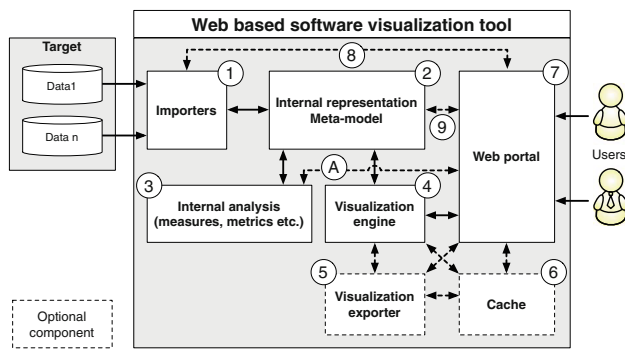 Web based software visualization tool
Target
Data1
Data n
Importers
1
Internal representation
Meta-model
2
8
9
Web portal
7
Users
A
3
Internal analysis
(measures, metrics etc.)
Visualization
engine
4
5
Visualization
exporter
Cache
6
Optional
component